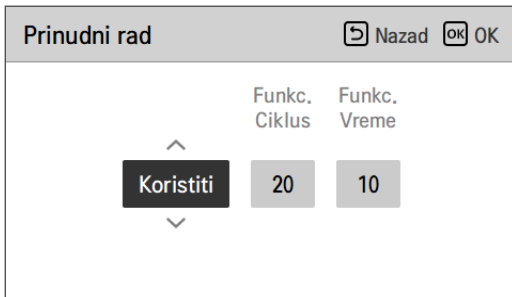 Prinudni rad Nazad OK OK
Funkc. Funkc.
Ciklus Vreme
Koristiti 20 10